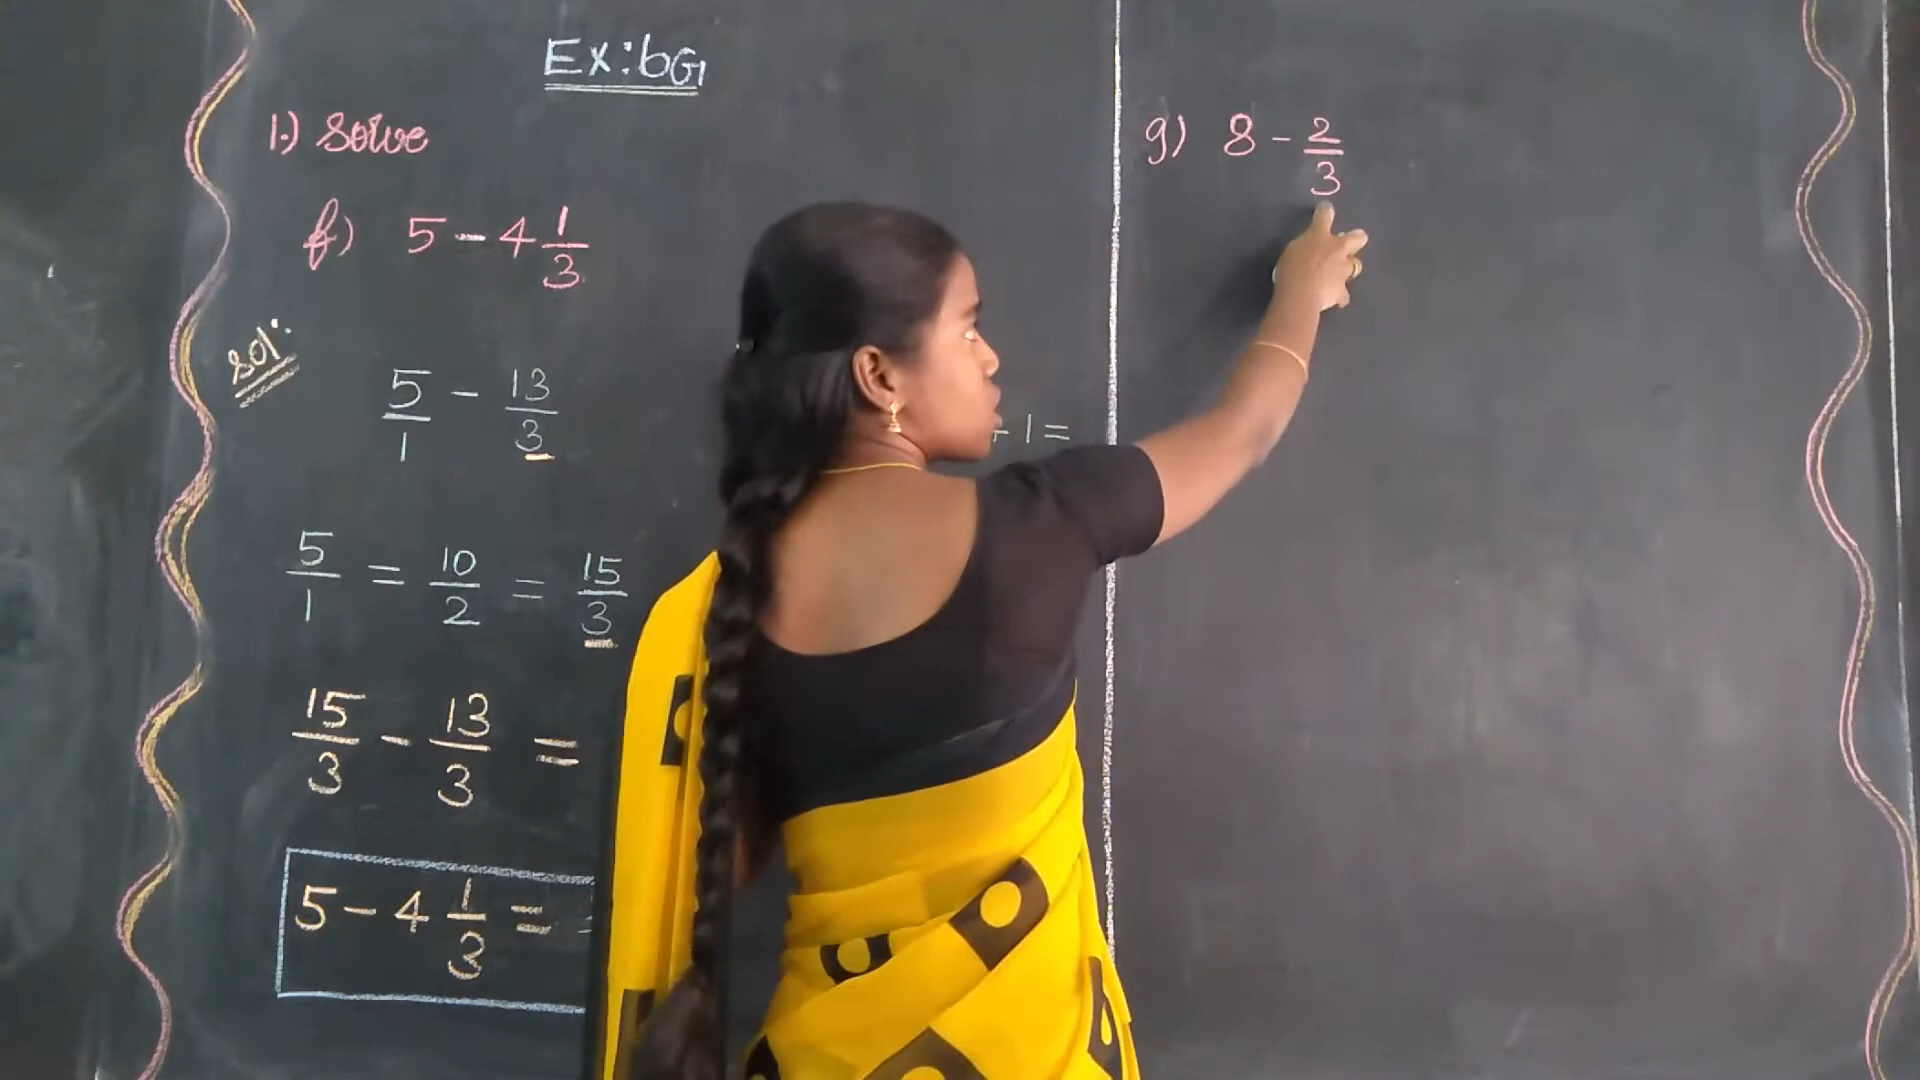 Ex:6G
1.) Solve
f) 5 - 4 1/3
Sol:
5/1 - 13/3
+ 1 =
5/1 = 10/2 = 15/3
15/3 - 13/3 =
5 - 4 1/3 =
g) 8 - 2/3